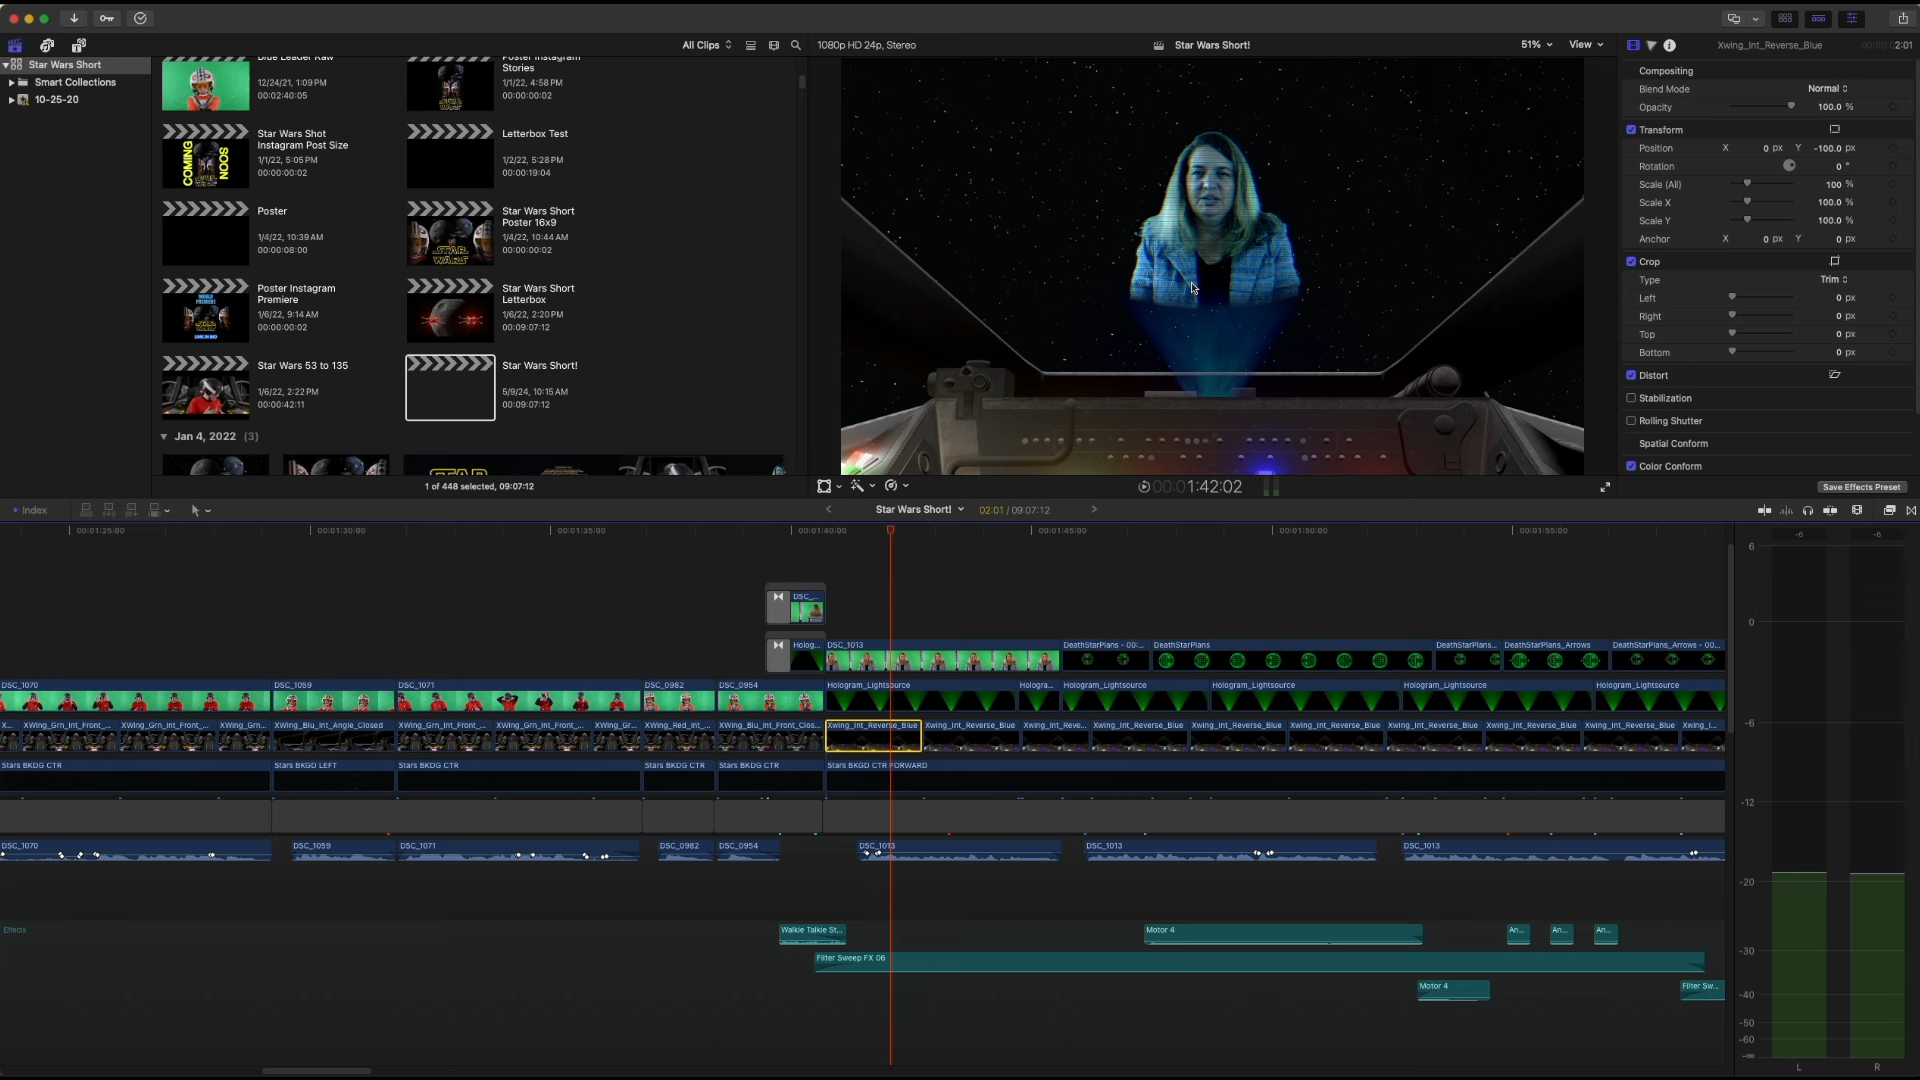 All Clips
1080p HD 24p, Stereo
Star Wars Short!
51%
View
Xwing_Int_Reverse_Blue
2:01
Star Wars Short
Smart Collections
10-25-20
Blue Leader Raw
12/24/21, 1:09 PM
00:02:40:05
Poster Instagram
Stories
1/1/22, 4:58 PM
00:00:00:02
Star Wars Shot
Instagram Post Size
1/1/22, 5:05 PM
00:00:00:02
COMING
SOON
Letterbox Test
1/2/22, 5:28 PM
00:00:19:04
Poster
1/4/22, 10:39 AM
00:00:08:00
Star Wars Short
Poster 16x9
1/4/22, 10:44 AM
00:00:00:02
STAR
WARS
Poster Instagram
Premiere
1/6/22, 9:14 AM
00:00:00:02
Star Wars Short
Letterbox
1/6/22, 2:20 PM
00:09:07:12
Star Wars 53 to 135
1/6/22, 2:22 PM
00:00:42:11
Star Wars Short!
5/9/24, 10:15 AM
00:09:07:12
Jan 4, 2022 (3)
1 of 448 selected, 09:07:12
00:00:1:42:02
Compositing
Blend Mode Normal
Opacity 100.0 %
Transform
Position X 0 px Y -100.0 px
Rotation 0 °
Scale (All) 100 %
Scale X 100.0 %
Scale Y 100.0 %
Anchor X 0 px Y 0 px
Crop
Type Trim
Left 0 px
Right 0 px
Top 0 px
Bottom 0 px
Distort
Stabilization
Rolling Shutter
Spatial Conform
Color Conform
Save Effects Preset
Index
Star Wars Short!
02:01 / 09:07:12
00:01:25:00 00:01:30:00 00:01:35:00 00:01:40:00 00:01:45:00 00:01:50:00 00:01:55:00
DSC_...
Holog... DSC_1013 DeathStarPlans - 00:... DeathStarPlans DeathStarPlans... DeathStarPlans_Arrows DeathStarPlans_Arrows - 00...
DSC_1070 DSC_1059 DSC_1071 DSC_0982 DSC_0954 Hologram_Lightsource Hologra... Hologram_Lightsource Hologram_Lightsource Hologram_Lightsource Hologram_Lightsource
X... XWing_Grn_Int_Front_... XWing_Grn_Int_Front_... XWing_Grn... XWing_Blu_Int_Angle_Closed XWing_Grn_Int_Front_... XWing_Grn_Int_Front_... XWing_Gr... XWing_Red_Int_... XWing_Blu_Int_Front_Clos... Xwing_Int_Reverse_Blue Xwing_Int_Reverse_Blue Xwing_Int_Reve... Xwing_Int_Reverse_Blue Xwing_Int_Reverse_Blue Xwing_Int_Reverse_Blue Xwing_Int_Reverse_Blue Xwing_Int_Reverse_Blue Xwing_Int_Reverse_Blue Xwing_I...
Stars BKDG CTR Stars BKGD LEFT Stars BKDG CTR Stars BKDG CTR Stars BKDG CTR Stars BKGD CTR FORWARD
DSC_1070 DSC_1059 DSC_1071 DSC_0982 DSC_0954 DSC_1013 DSC_1013 DSC_1013
Effects
Walkie Talkie St... Motor 4 An... An... An...
Filter Sweep FX 06
Motor 4 Filter Sw...
-6 -6
6
0
-6
-12
-20
-30
-40
-50
-60
-∞
L R